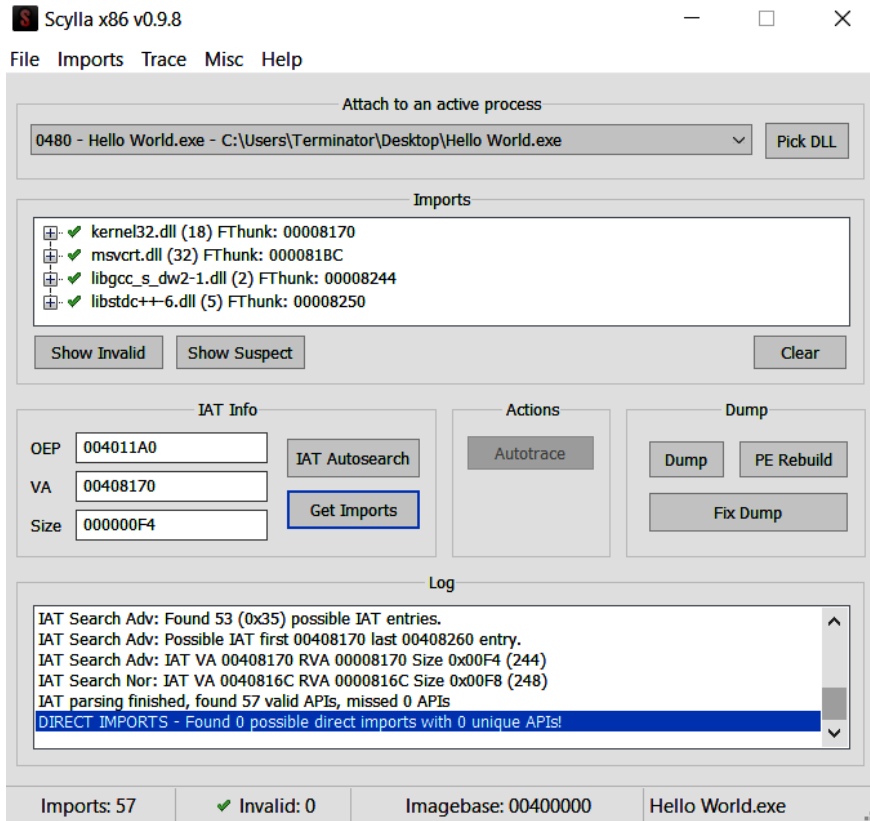 Scylla x86 v0.9.8
File Imports Trace Misc Help
Attach to an active process
0480 - Hello World.exe - C:\Users\Terminator\Desktop\Hello World.exe
Pick DLL
Imports
kernel32.dll (18) FThunk: 00008170
msvcrt.dll (32) FThunk: 000081BC
libgcc_s_dw2-1.dll (2) FThunk: 00008244
libstdc++-6.dll (5) FThunk: 00008250
Show Invalid Show Suspect Clear
IAT Info
OEP 004011A0
VA 00408170
Size 000000F4
IAT Autosearch
Get Imports
Actions
Autotrace
Dump
Dump PE Rebuild
Fix Dump
Log
IAT Search Adv: Found 53 (0x35) possible IAT entries.
IAT Search Adv: Possible IAT first 00408170 last 00408260 entry.
IAT Search Adv: IAT VA 00408170 RVA 00008170 Size 0x00F4 (244)
IAT Search Nor: IAT VA 0040816C RVA 0000816C Size 0x00F8 (248)
IAT parsing finished, found 57 valid APIs, missed 0 APIs
DIRECT IMPORTS - Found 0 possible direct imports with 0 unique APIs!
Imports: 57 Invalid: 0 Imagebase: 00400000 Hello World.exe